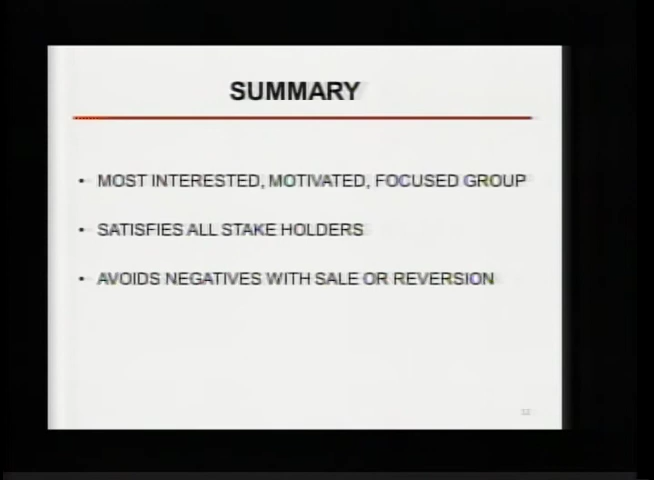 SUMMARY
• MOST INTERESTED, MOTIVATED, FOCUSED GROUP
• SATISFIES ALL STAKE HOLDERS
• AVOIDS NEGATIVES WITH SALE OR REVERSION